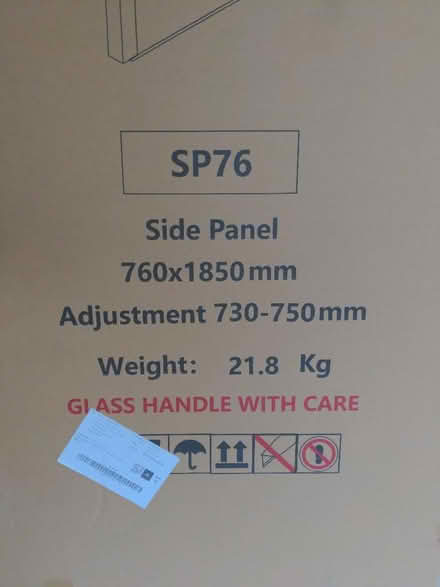 SP76
Side Panel
760x1850mm
Adjustment 730-750mm
Weight: 21.8 Kg
GLASS HANDLE WITH CARE